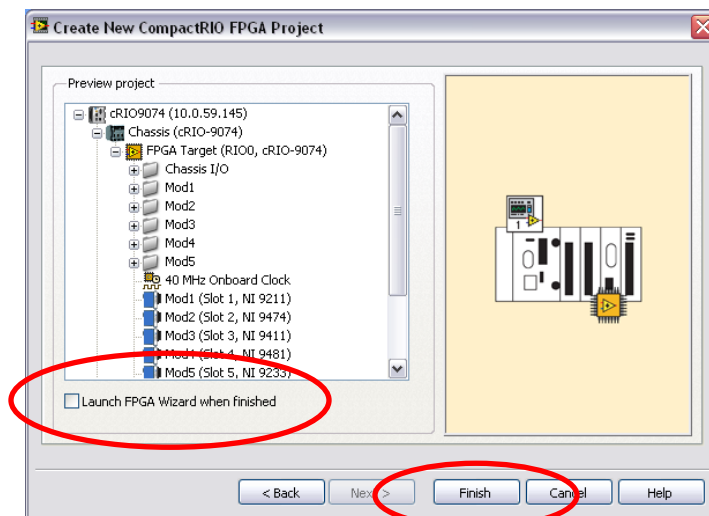 Create New CompactRIO FPGA Project
Preview project
cRIO9074 (10.0.59.145)
Chassis (cRIO-9074)
FPGA Target (RIO0, cRIO-9074)
Chassis I/O
Mod1
Mod2
Mod3
Mod4
Mod5
40 MHz Onboard Clock
Mod1 (Slot 1, NI 9211)
Mod2 (Slot 2, NI 9474)
Mod3 (Slot 3, NI 9411)
Mod4 (Slot 4, NI 9481)
Mod5 (Slot 5, NI 9233)
1
Launch FPGA Wizard when finished
< Back Next > Finish Cancel Help